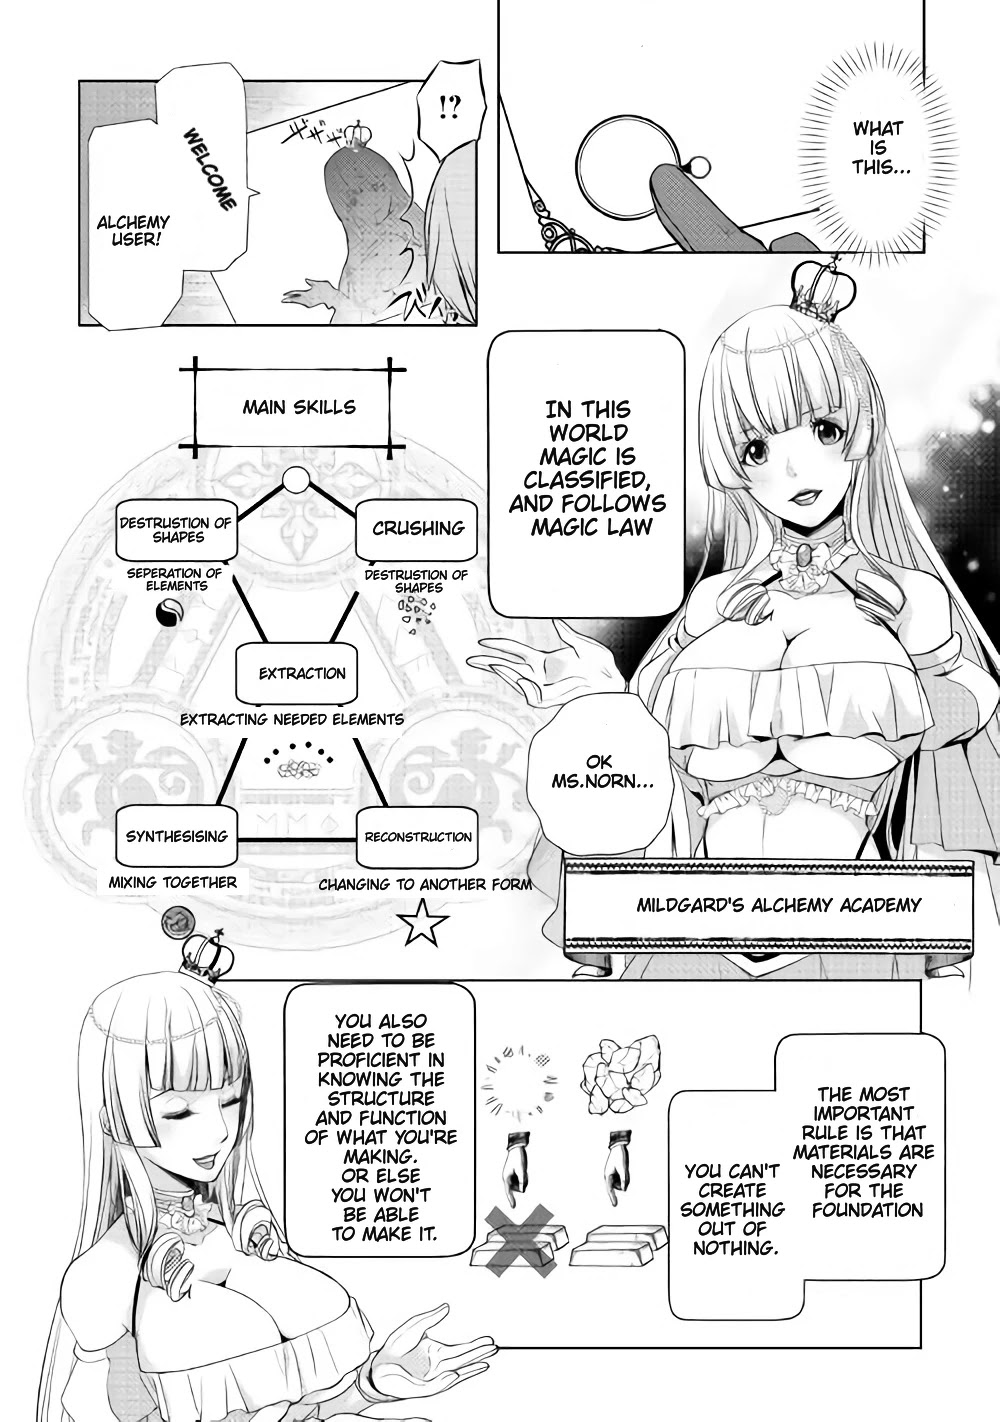 WHAT
IS
THIS...
!?
ギギギ
WELCOME
ALCHEMY
USER!
IN THIS
WORLD
MAGIC IS
CLASSIFIED,
AND FOLLOWS
MAGIC LAW
OK
MS.NORN...
MILDGARD'S ALCHEMY ACADEMY
MAIN SKILLS
DESTRUSTION OF
SHAPES
SEPERATION OF
ELEMENTS
CRUSHING
DESTRUSTION OF
SHAPES
EXTRACTION
EXTRACTING NEEDED ELEMENTS
SYNTHESISING
MIXING TOGETHER
RECONSTRUCTION
CHANGING TO ANOTHER FORM
THE MOST
IMPORTANT
RULE IS THAT
MATERIALS ARE
NECESSARY
FOR THE
FOUNDATION
YOU CAN'T
CREATE
SOMETHING
OUT OF
NOTHING.
YOU ALSO
NEED TO BE
PROFICIENT IN
KNOWING THE
STRUCTURE
AND FUNCTION
OF WHAT YOU'RE
MAKING.
OR ELSE
YOU WON'T
BE ABLE
TO MAKE IT.